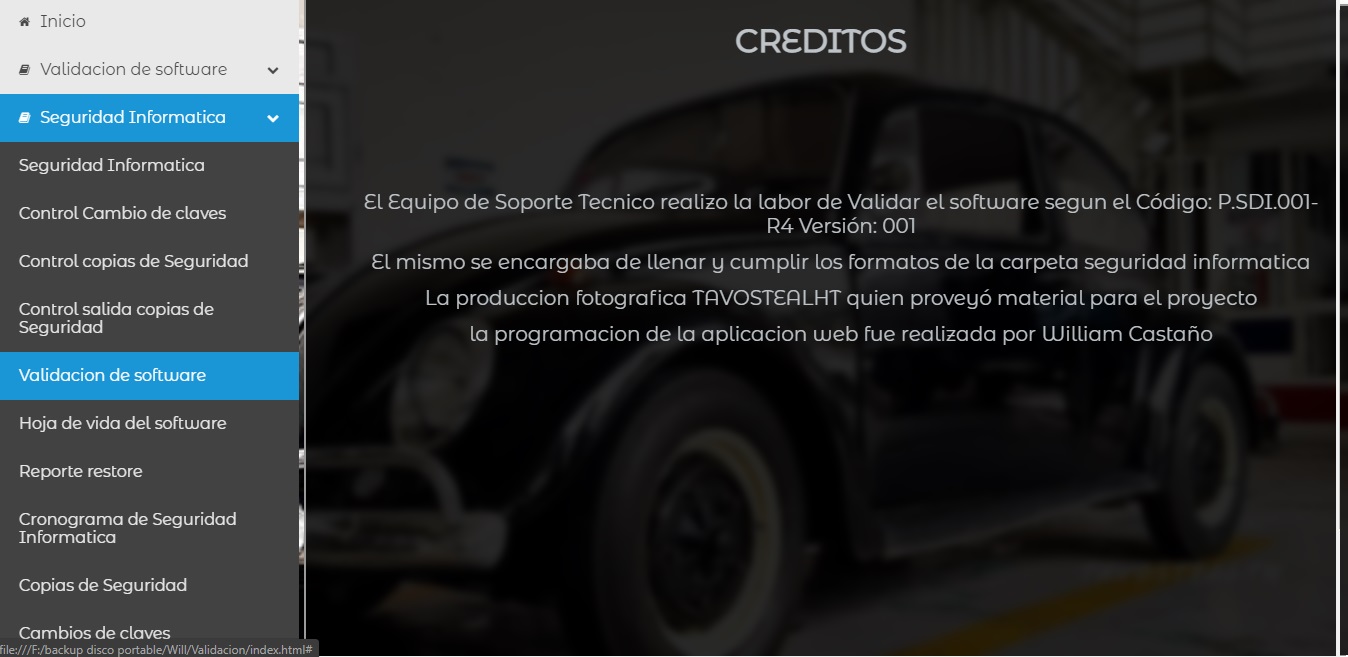 Inicio
Validacion de software
Seguridad Informatica
Seguridad Informatica
Control Cambio de claves
Control copias de Seguridad
Control salida copias de
Seguridad
Validacion de software
Hoja de vida del software
Reporte restore
Cronograma de Seguridad
Informatica
Copias de Seguridad
Cambios de claves
file:///F:/backup disco portable/Will/Validacion/index.html#
CREDITOS
El Equipo de Soporte Tecnico realizo la labor de Validar el software segun el Código: P.SDI.001-
R4 Versión: 001
El mismo se encargaba de llenar y cumplir los formatos de la carpeta seguridad informatica
La produccion fotografica TAVOSTEALHT quien proveyó material para el proyecto
la programacion de la aplicacion web fue realizada por William Castaño